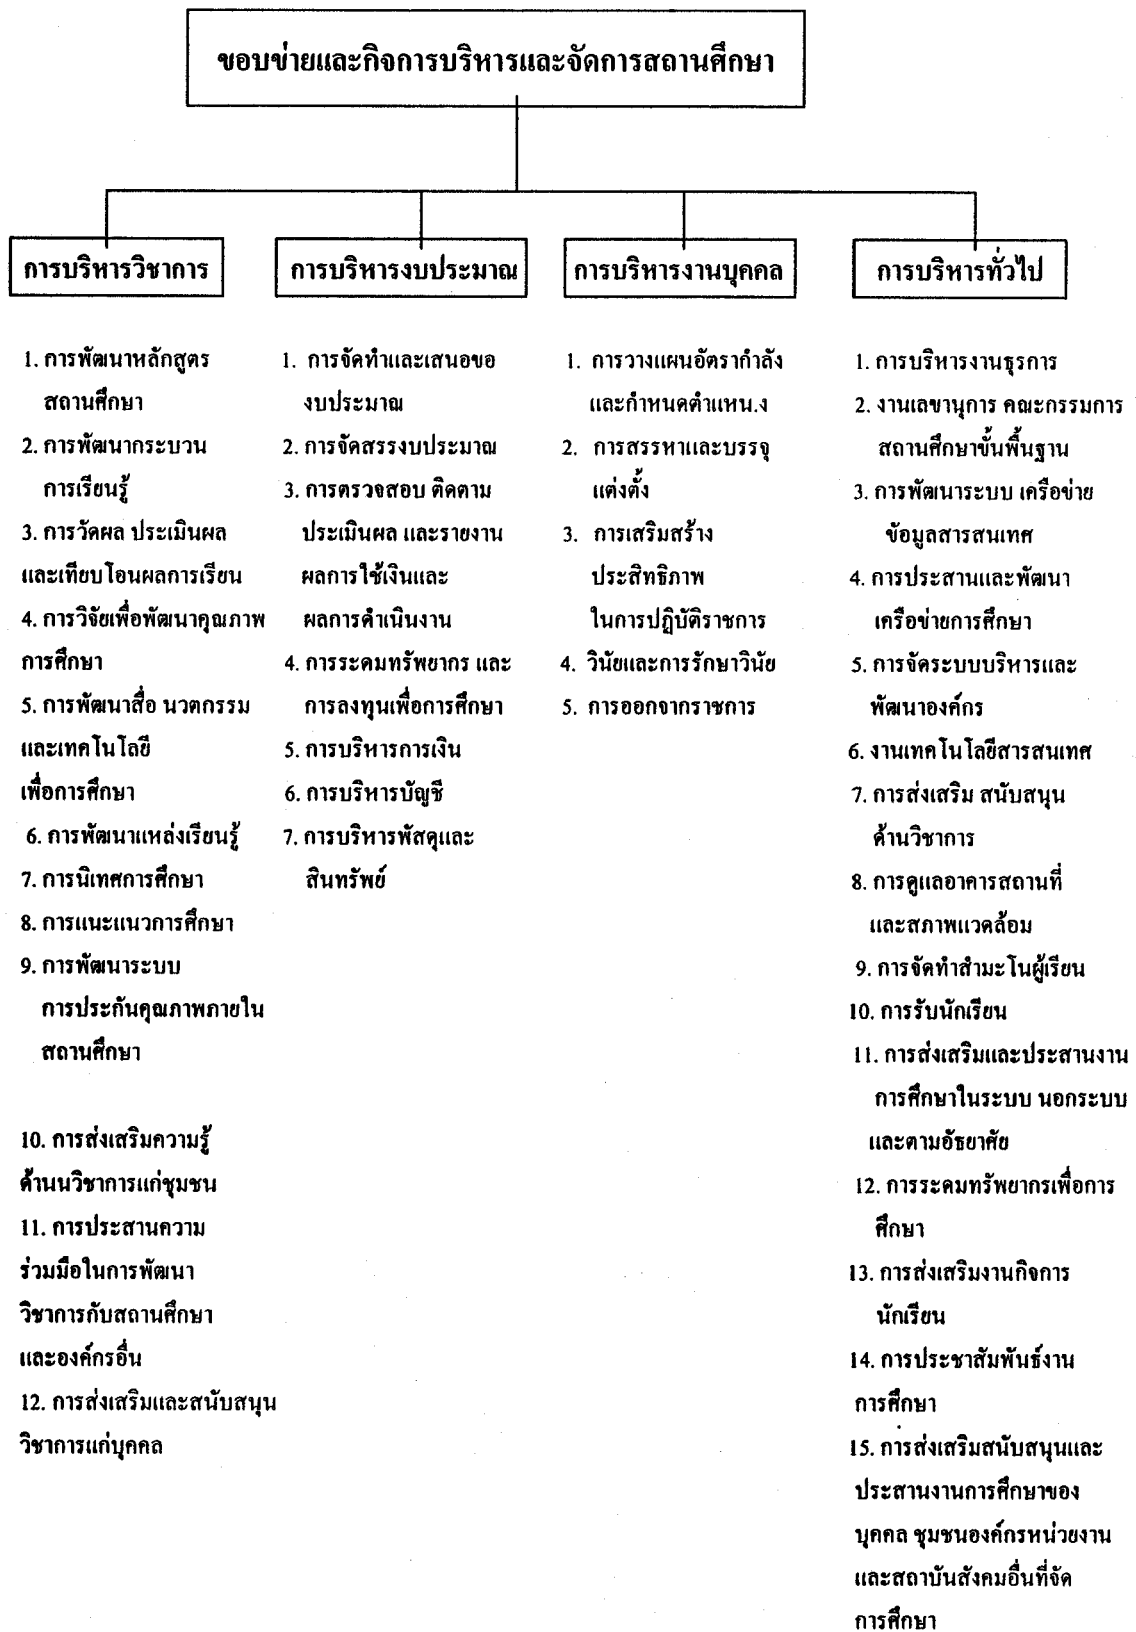 ขอบข่ายและกิจการบริหารและจัดการสถานศึกษา
การบริหารวิชาการ
1. การพัฒนาหลักสูตร
สถานศึกษา
2. การพัฒนากระบวน
การเรียนรู้
3. การวัดผล ประเมินผล
และเทียบโอนผลการเรียน
4. การวิจัยเพื่อพัฒนาคุณภาพ
การศึกษา
5. การพัฒนาสื่อ นวตกรรม
และเทคโนโลยี
เพื่อการศึกษา
6. การพัฒนาแหล่งเรียนรู้
7. การนิเทศการศึกษา
8. การแนะแนวการศึกษา
9. การพัฒนาระบบ
การประกันคุณภาพภายใน
สถานศึกษา
10. การส่งเสริมความรู้
ด้านนวิชาการแก่ชุมชน
11. การประสานความ
ร่วมมือในการพัฒนา
วิชาการกับสถานศึกษา
และองค์กรอื่น
12. การส่งเสริมและสนับสนุน
วิชาการแก่บุคคล
การบริหารงบประมาณ
1. การจัดทำและเสนอขอ
งบประมาณ
2. การจัดสรรงบประมาณ
3. การตรวจสอบ ติดตาม
ประเมินผล และรายงาน
ผลการใช้เงินและ
ผลการดำเนินงาน
4. การระดมทรัพยากร และ
การลงทุนเพื่อการศึกษา
5. การบริหารการเงิน
6. การบริหารบัญชี
7. การบริหารพัสดุและ
สินทรัพย์
การบริหารงานบุคคล
1. การวางแผนอัตรากำลัง
และกำหนดตำแหน.ง
2. การสรรหาและบรรจุ
แต่งตั้ง
3. การเสริมสร้าง
ประสิทธิภาพ
ในการปฏิบัติราชการ
4. วินัยและการรักษาวินัย
5. การออกจากราชการ
การบริหารทั่วไป
1. การบริหารงานธุรการ
2. งานเลขานุการ คณะกรรมการ
สถานศึกษาขั้นพื้นฐาน
3. การพัฒนาระบบ เครือข่าย
ข้อมูลสารสนเทศ
4. การประสานและพัฒนา
เครือข่ายการศึกษา
5. การจัดระบบบริหารและ
พัฒนาองค์กร
6. งานเทคโนโลยีสารสนเทศ
7. การส่งเสริม สนับสนุน
ด้านวิชาการ
8. การดูแลอาคารสถานที่
และสภาพแวดล้อม
9. การจัดทำสำมะโนผู้เรียน
10. การรับนักเรียน
11. การส่งเสริมและประสานงาน
การศึกษาในระบบ นอกระบบ
และตามอัธยาศัย
12. การระดมทรัพยากรเพื่อการ
ศึกษา
13. การส่งเสริมงานกิจการ
นักเรียน
14. การประชาสัมพันธ์งาน
การศึกษา
15. การส่งเสริมสนับสนุนและ
ประสานงานการศึกษาของ
บุคคล ชุมชนองค์กรหน่วยงาน
และสถาบันสังคมอื่นที่จัด
การศึกษา